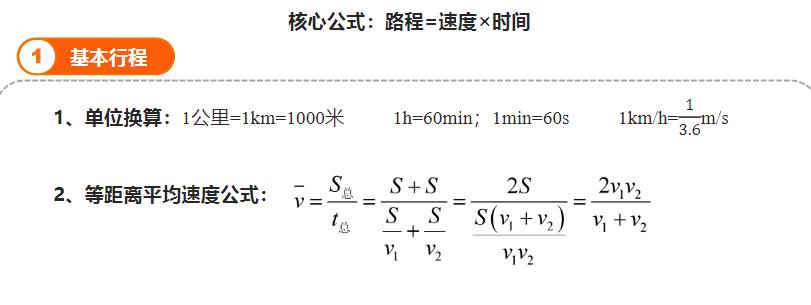 核心公式：路程=速度×时间
1 基本行程
1、单位换算：1公里=1km=1000米 1h=60min；1min=60s 1km/h=\frac{1}{3.6}m/s
2、等距离平均速度公式： \overline{v}=\frac{S_{总}}{t_{总}}=\frac{S+S}{\frac{S}{v_1}+\frac{S}{v_2}}=\frac{2S}{\frac{S(v_1+v_2)}{v_1v_2}}=\frac{2v_1v_2}{v_1+v_2}